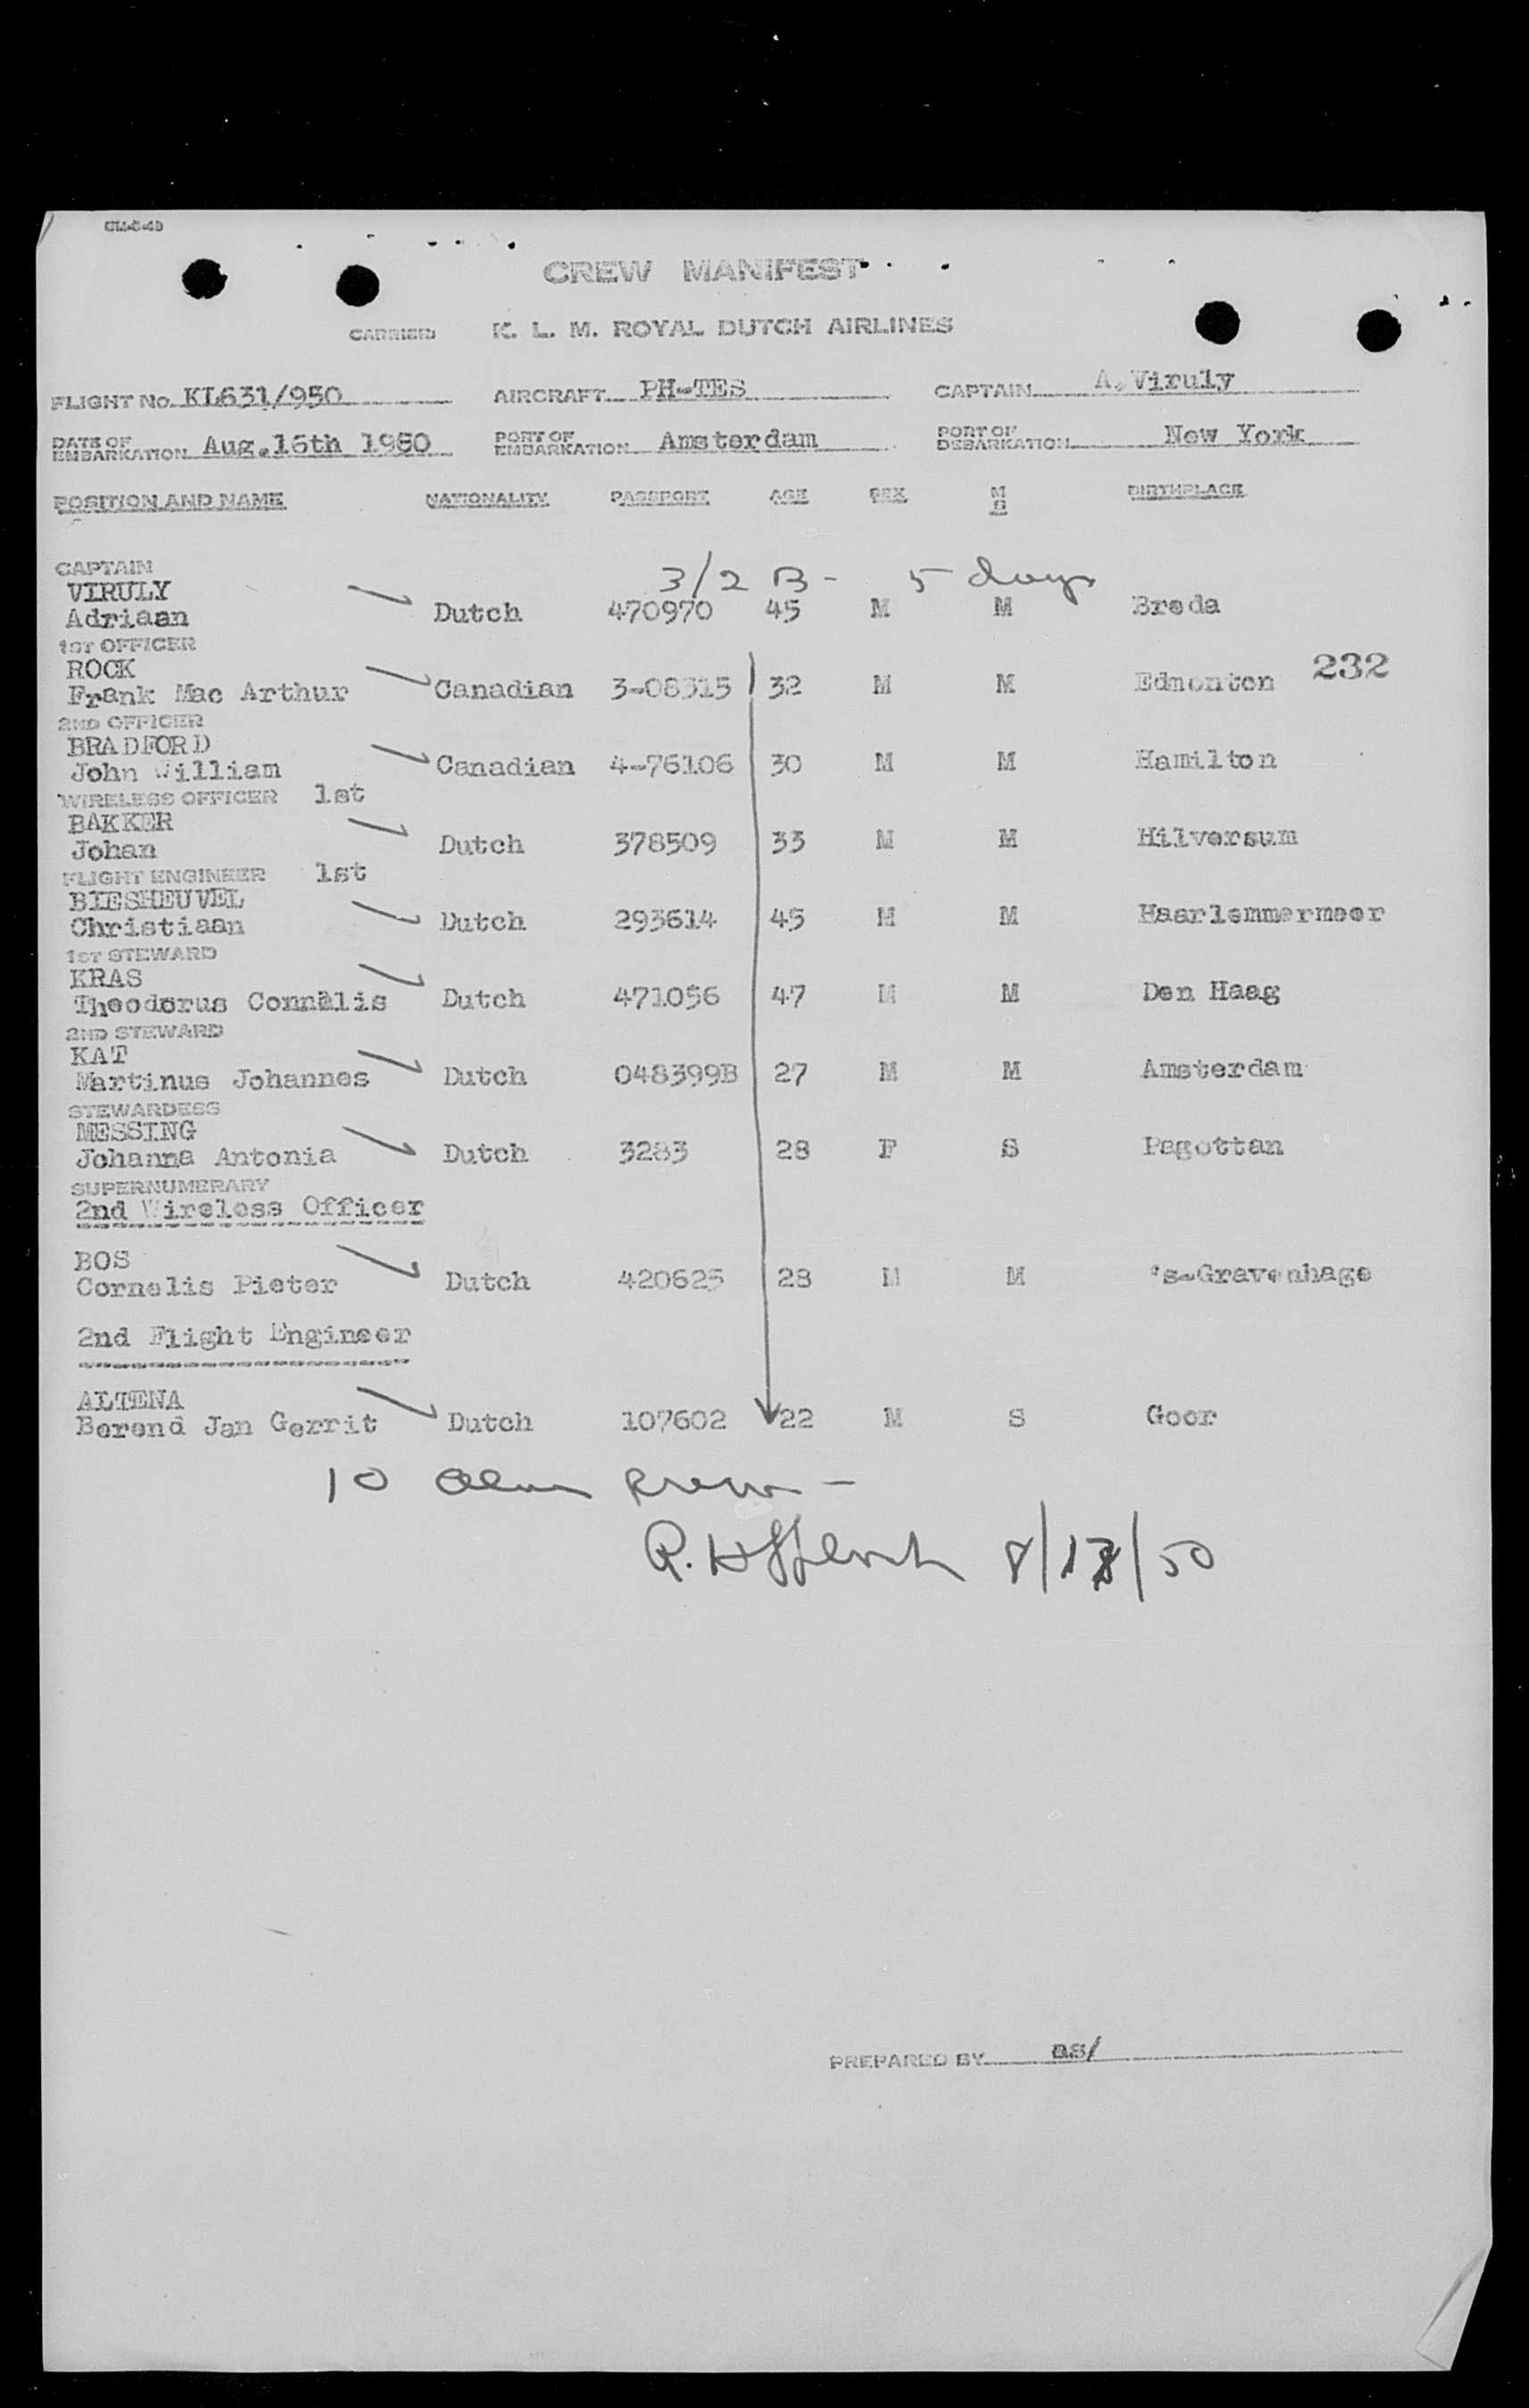 CREW MANIFEST
CARRIER K. L. M. ROYAL DUTCH AIRLINES
FLIGHT No. KL631/950 AIRCRAFT PH-TES CAPTAIN A.Viruly
DATE OF EMBARKATION Aug.16th 1950 PORT OF EMBARKATION Amsterdam PORT OF DEBARKATION New York
POSITION AND NAME NATIONALITY PASSPORT AGE SEX M S BIRTHPLACE
CAPTAIN
3/2 B - 5 days
VIRULY
Adriaan Dutch 470970 45 M M Breda
1ST OFFICER
ROCK 232
Frank Mac Arthur Canadian 3-08315 32 M M Edmonton
2ND OFFICER
BRADFORD
John William Canadian 4-76106 30 M M Hamilton
WIRELESS OFFICER 1st
BAKKER
Johan Dutch 378509 33 M M Hilversum
FLIGHT ENGINEER 1st
BIESHEUVEL
Christiaan Dutch 293614 45 M M Haarlemmermeer
1ST STEWARD
KRAS
Theodorus Connälis Dutch 471056 47 M M Den Haag
2ND STEWARD
KAT
Martinus Johannes Dutch 048399B 27 M M Amsterdam
STEWARDESS
MESSING
Johanna Antonia Dutch 3283 28 F S Pagottan
SUPERNUMERARY
2nd Wireless Officer
BOS
Cornelis Pieter Dutch 420625 28 M M 's-Gravenhage
2nd Flight Engineer
ALTENA
Berend Jan Gerrit Dutch 107602 22 M S Goor
10 alien crew -
8/17/50
PREPARED BY as/